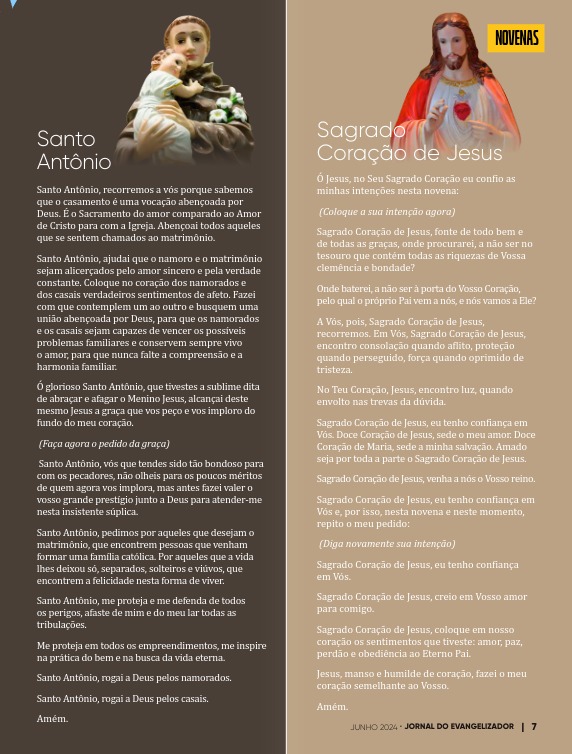 NOVENAS
Santo
Antônio
Santo Antônio, recorremos a vós porque sabemos
que o casamento é uma vocação abençoada por
Deus. É o Sacramento do amor comparado ao Amor
de Cristo para com a Igreja. Abençoai todos aqueles
que se sentem chamados ao matrimônio.
Santo Antônio, ajudai que o namoro e o matrimônio
sejam alicerçados pelo amor sincero e pela verdade
constante. Coloque no coração dos namorados e
dos casais verdadeiros sentimentos de afeto. Fazei
com que contemplem um ao outro e busquem uma
união abençoada por Deus, para que os namorados
e os casais sejam capazes de vencer os possíveis
problemas familiares e conservem sempre vivo
o amor, para que nunca falte a compreensão e a
harmonia familiar.
Ó glorioso Santo Antônio, que tivestes a sublime dita
de abraçar e afagar o Menino Jesus, alcançai deste
mesmo Jesus a graça que vos peço e vos imploro do
fundo do meu coração.
(Faça agora o pedido da graça)
Santo Antônio, vós que tendes sido tão bondoso para
com os pecadores, não olheis para os poucos méritos
de quem agora vos implora, mas antes fazei valer o
vosso grande prestígio junto a Deus para atender-me
nesta insistente súplica.
Santo Antônio, pedimos por aqueles que desejam o
matrimônio, que encontrem pessoas que venham
formar uma família católica. Por aqueles que a vida
lhes deixou só, separados, solteiros e viúvos, que
encontrem a felicidade nesta forma de viver.
Santo Antônio, me proteja e me defenda de todos
os perigos, afaste de mim e do meu lar todas as
tribulações.
Me proteja em todos os empreendimentos, me inspire
na prática do bem e na busca da vida eterna.
Santo Antônio, rogai a Deus pelos namorados.
Santo Antônio, rogai a Deus pelos casais.
Amém.
Sagrado
Coração de Jesus
Ó Jesus, no Seu Sagrado Coração eu confio as
minhas intenções nesta novena:
(Coloque a sua intenção agora)
Sagrado Coração de Jesus, fonte de todo bem e
de todas as graças, onde procurarei, a não ser no
tesouro que contém todas as riquezas de Vossa
clemência e bondade?
Onde baterei, a não ser à porta do Vosso Coração,
pelo qual o próprio Pai vem a nós, e nós vamos a Ele?
A Vós, pois, Sagrado Coração de Jesus,
recorremos. Em Vós, Sagrado Coração de Jesus,
encontro consolação quando aflito, proteção
quando perseguido, força quando oprimido de
tristeza.
No Teu Coração, Jesus, encontro luz, quando
envolto nas trevas da dúvida.
Sagrado Coração de Jesus, eu tenho confiança em
Vós. Doce Coração de Jesus, sede o meu amor. Doce
Coração de Maria, sede a minha salvação. Amado
seja por toda a parte o Sagrado Coração de Jesus.
Sagrado Coração de Jesus, venha a nós o Vosso reino.
Sagrado Coração de Jesus, eu tenho confiança em
Vós e, por isso, nesta novena e neste momento,
repito o meu pedido:
(Diga novamente sua intenção)
Sagrado Coração de Jesus, eu tenho confiança
em Vós.
Sagrado Coração de Jesus, creio em Vosso amor
para comigo.
Sagrado Coração de Jesus, coloque em nosso
coração os sentimentos que tiveste: amor, paz,
perdão e obediência ao Eterno Pai.
Jesus, manso e humilde de coração, fazei o meu
coração semelhante ao Vosso.
Amém.
JUNHO 2024 • JORNAL DO EVANGELIZADOR | 7